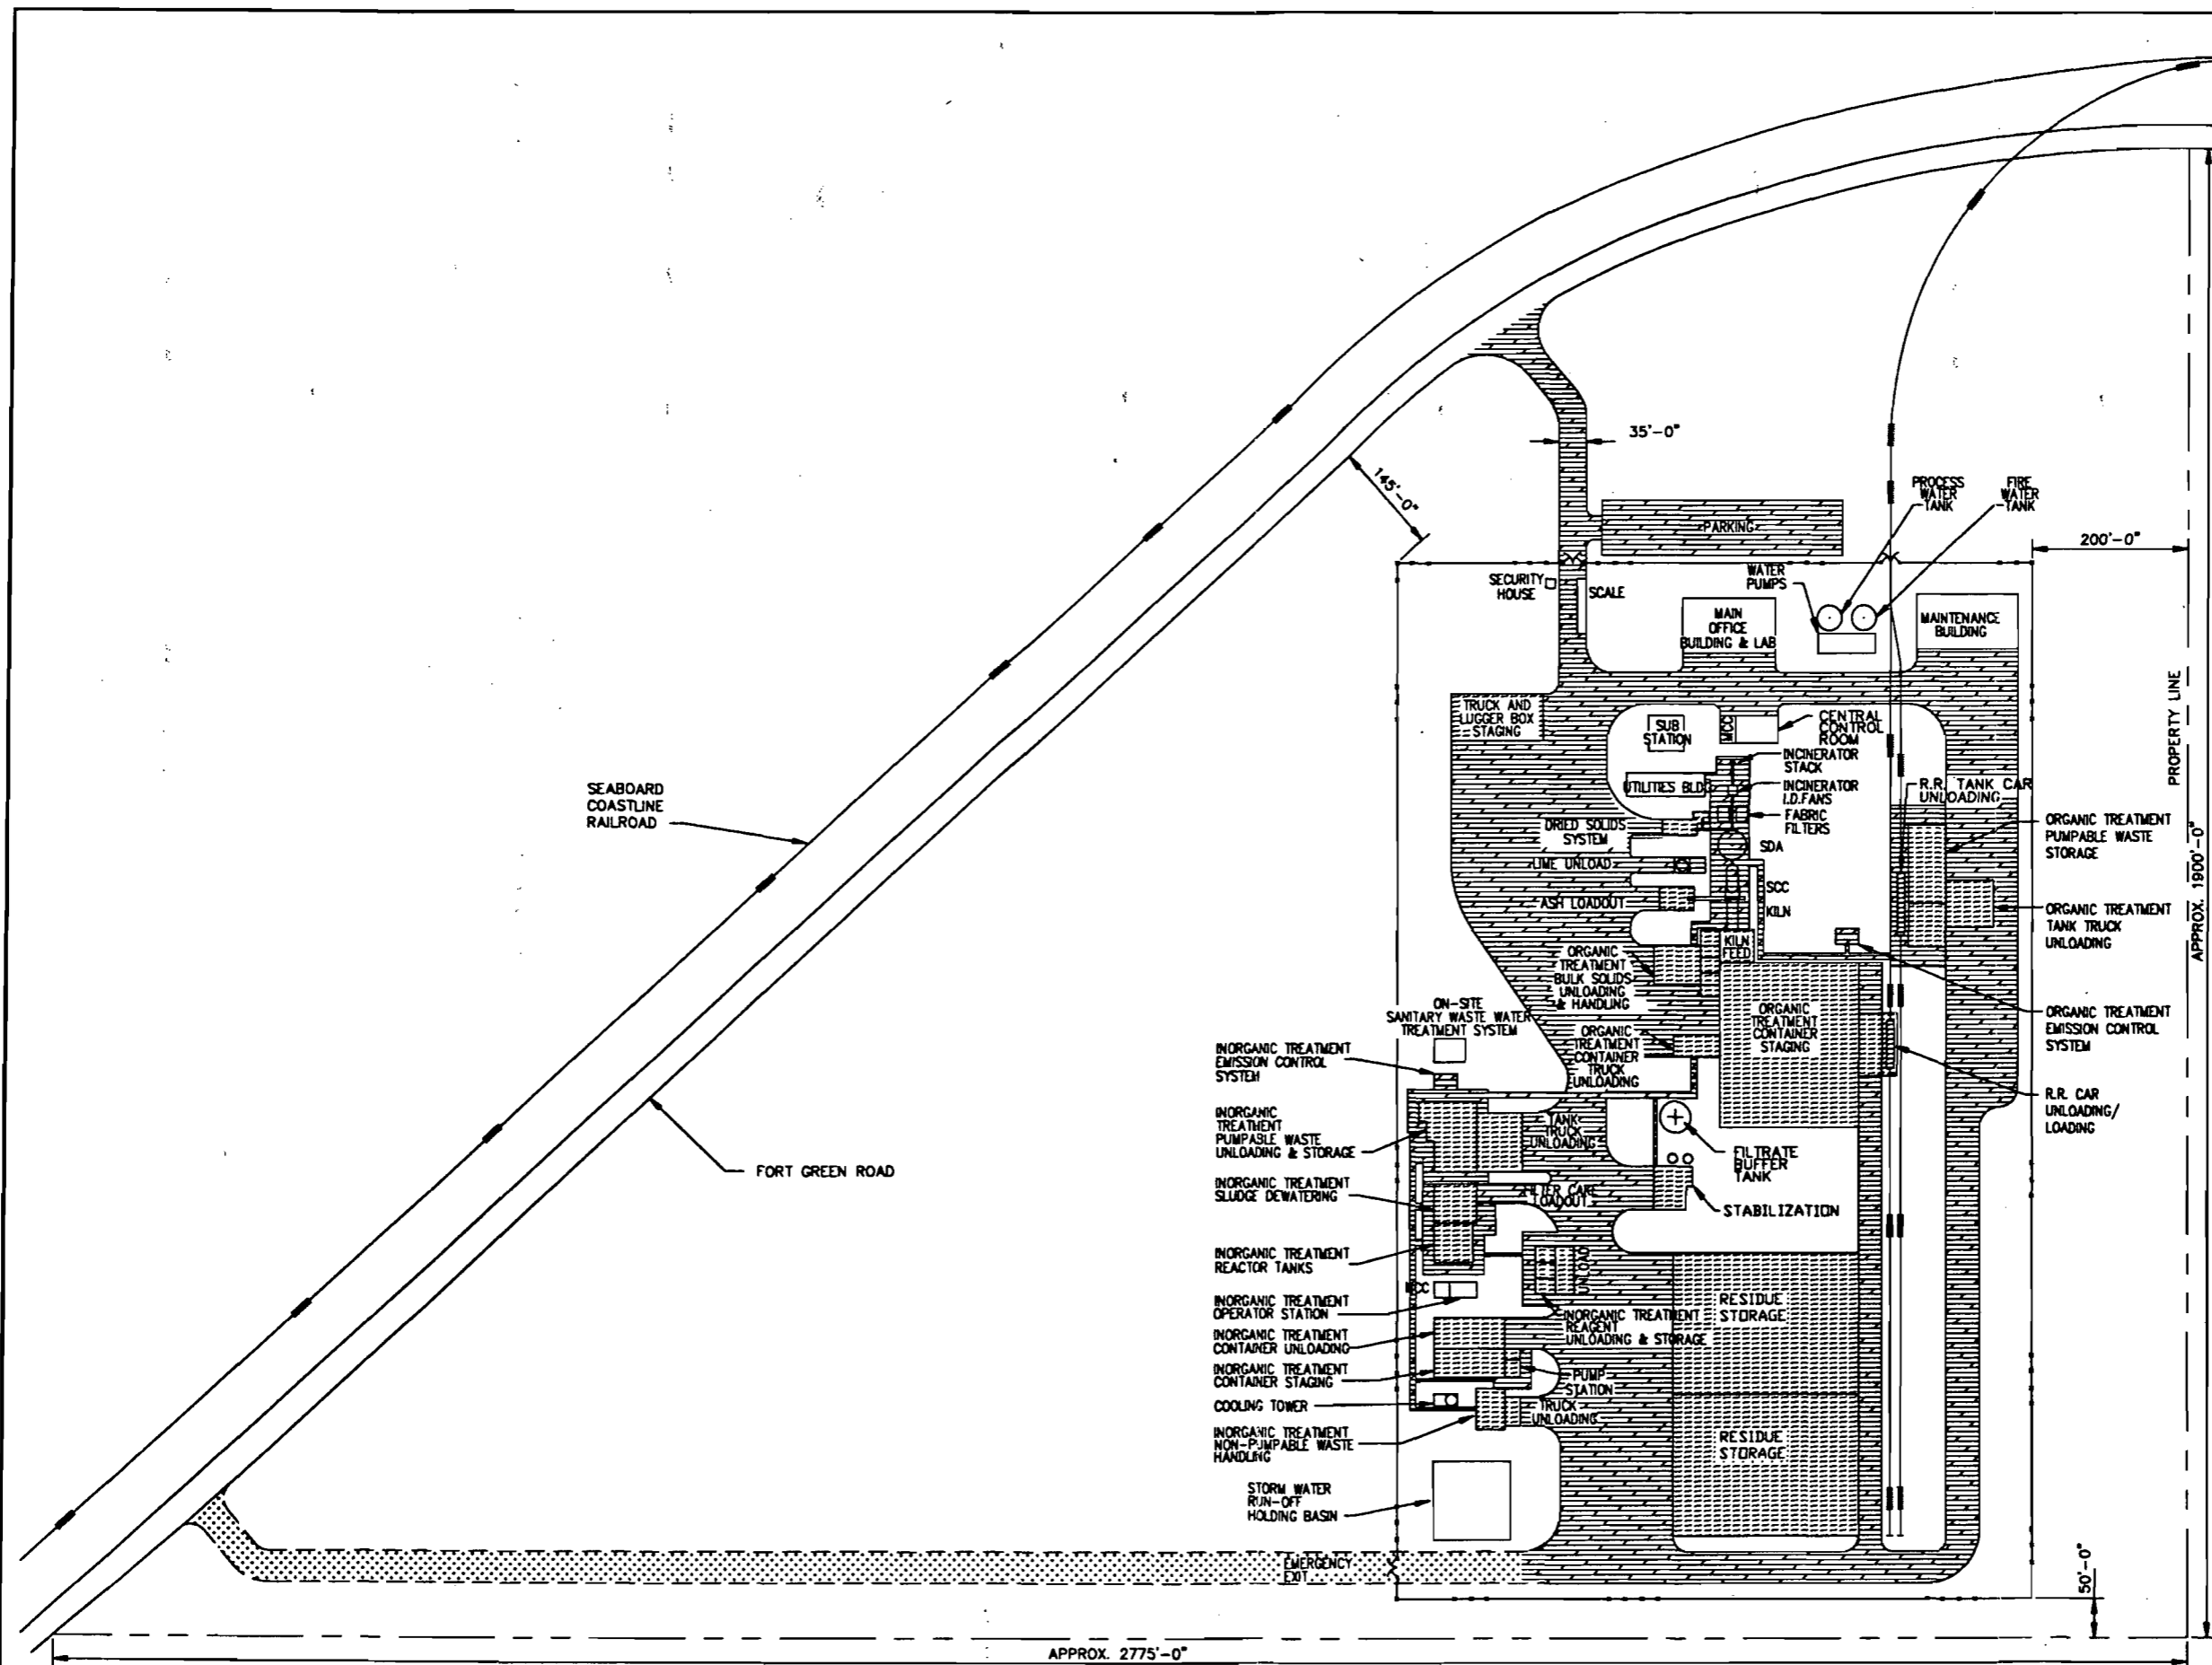 35'-0"
145'-0"
PROCESS
WATER
TANK
FIRE
WATER
TANK
PARKING
200'-0"
SECURITY
HOUSE
SCALE
WATER
PUMPS
MAIN
OFFICE
BUILDING & LAB
MAINTENANCE
BUILDING
PROPERTY LINE
TRUCK AND
LUGGER BOX
STAGING
SUB
STATION
MCC
CENTRAL
CONTROL
ROOM
INCINERATOR
STACK
UTILITIES BLDG
INCINERATOR
I.D.FANS
FABRIC
FILTERS
R.R. TANK CAR
UNLOADING
SEABOARD
COASTLINE
RAILROAD
DRIED SOLIDS
SYSTEM
SDA
ORGANIC TREATMENT
PUMPABLE WASTE
STORAGE
APPROX. 1900'-0"
LIME UNLOAD
SCC
ASH LOADOUT
KILN
ORGANIC TREATMENT
TANK TRUCK
UNLOADING
KILN
FEED
ORGANIC
TREATMENT
BULK SOLIDS
UNLOADING
& HANDLING
ON-SITE
SANITARY WASTE WATER
TREATMENT SYSTEM
ORGANIC
TREATMENT
CONTAINER
STAGING
ORGANIC TREATMENT
EMISSION CONTROL
SYSTEM
ORGANIC
TREATMENT
CONTAINER
TRUCK
UNLOADING
INORGANIC TREATMENT
EMISSION CONTROL
SYSTEM
R.R. CAR
UNLOADING/
LOADING
INORGANIC
TREATMENT
PUMPABLE WASTE
UNLOADING & STORAGE
TANK
TRUCK
UNLOADING
FILTRATE
BUFFER
TANK
FORT GREEN ROAD
INORGANIC TREATMENT
SLUDGE DEWATERING
FILTER CAKE
LOADOUT
STABILIZATION
INORGANIC TREATMENT
REACTOR TANKS
UNLOAD
MCC
INORGANIC TREATMENT
OPERATOR STATION
INORGANIC TREATMENT
REAGENT
UNLOADING & STORAGE
RESIDUE
STORAGE
INORGANIC TREATMENT
CONTAINER UNLOADING
INORGANIC TREATMENT
CONTAINER STAGING
PUMP
STATION
COOLING TOWER
TRUCK
UNLOADING
INORGANIC TREATMENT
NON-PUMPABLE WASTE
HANDLING
RESIDUE
STORAGE
STORM WATER
RUN-OFF
HOLDING BASIN
EMERGENCY
EXIT
50'-0"
APPROX. 2775'-0"